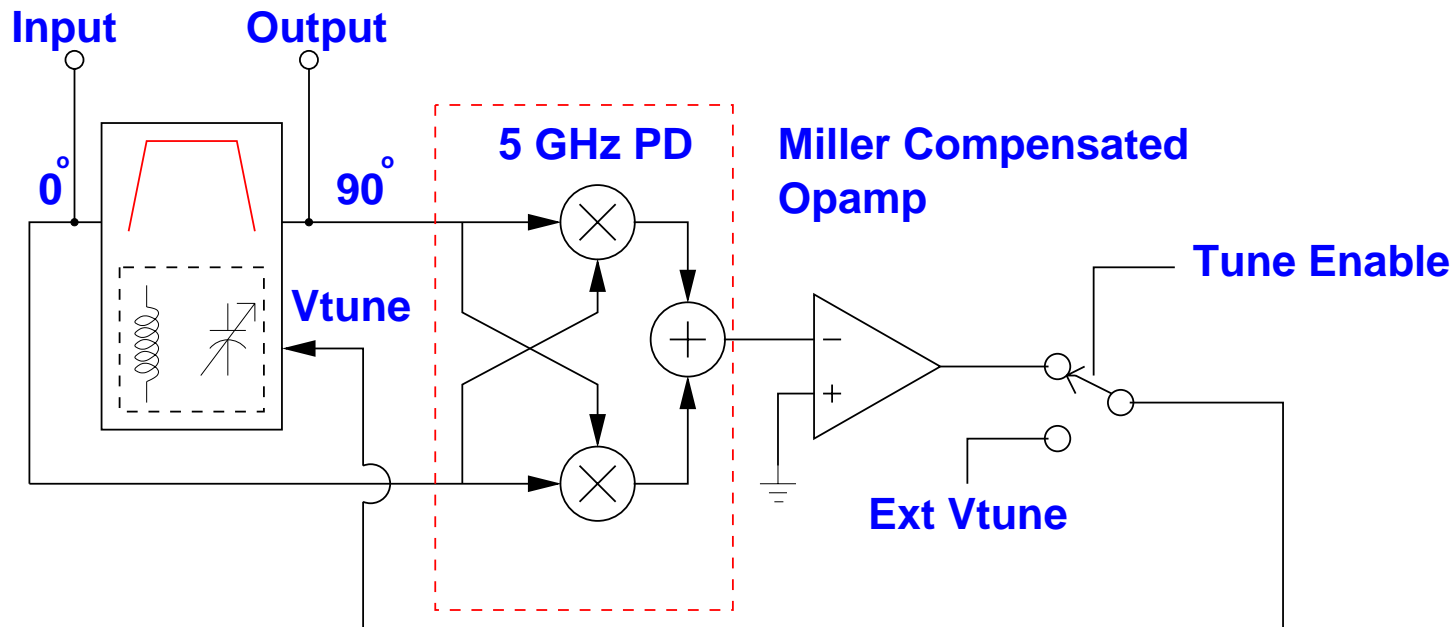 Input
Output
5 GHz PD
Miller Compensated
Opamp
0°
90°
Tune Enable
Vtune
Ext Vtune